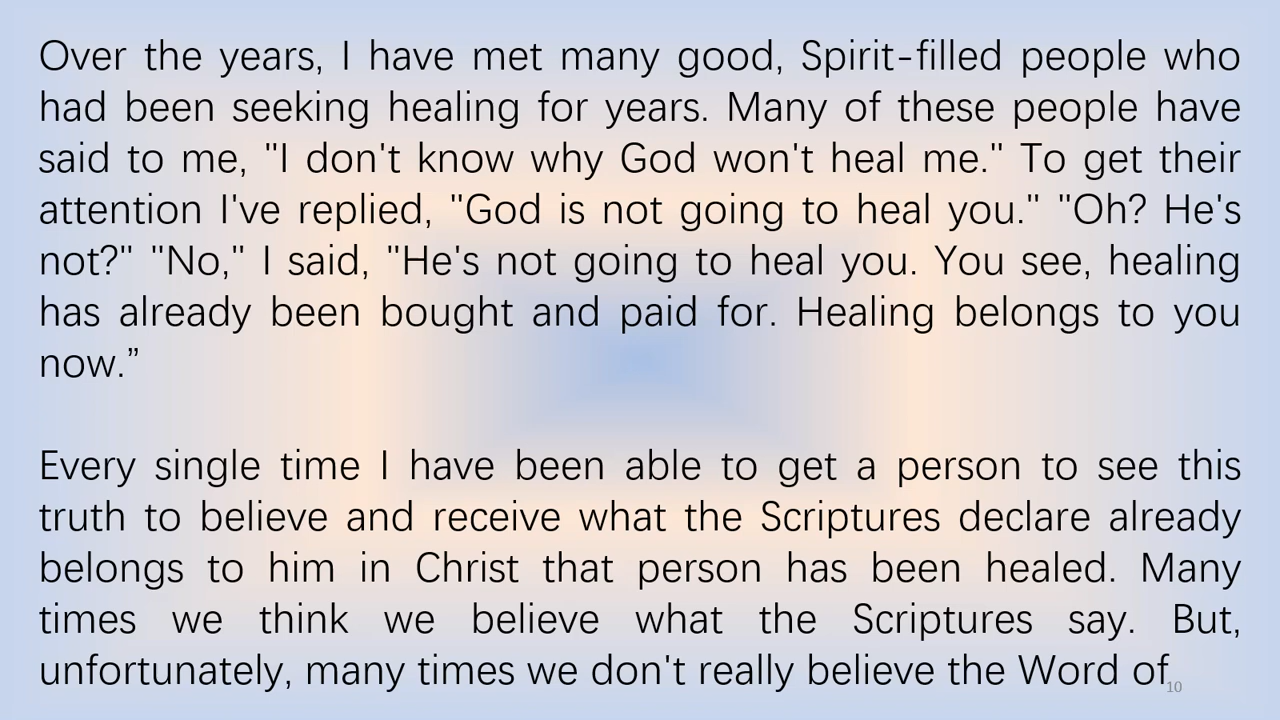 Over the years, I have met many good, Spirit-filled people who
had been seeking healing for years. Many of these people have
said to me, "I don't know why God won't heal me." To get their
attention I've replied, "God is not going to heal you." "Oh? He's
not?" "No," I said, "He's not going to heal you. You see, healing
has already been bought and paid for. Healing belongs to you
now.”
Every single time I have been able to get a person to see this
truth to believe and receive what the Scriptures declare already
belongs to him in Christ that person has been healed. Many
times we think we believe what the Scriptures say. But,
unfortunately, many times we don't really believe the Word of
10